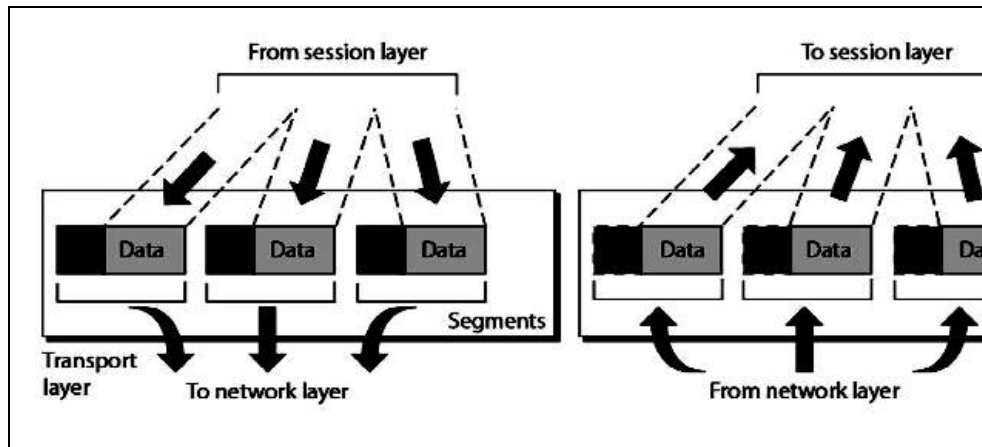 From session layer
Data
Data
Data
Segments
Transport
layer
To network layer
To session layer
Data
Data
Da
From network layer